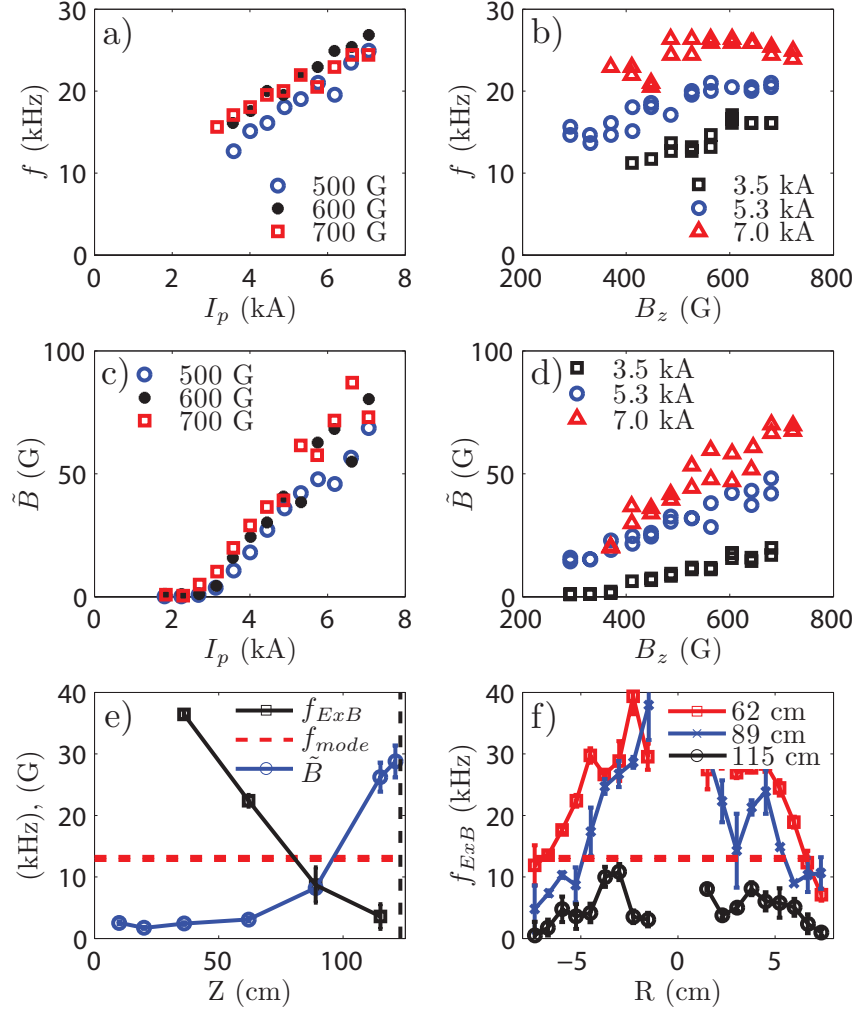 a)
f (kHz)
30
20
10
0
500 G
600 G
700 G
0 2 4 6 8
I_p (kA)
b)
f (kHz)
30
20
10
0
3.5 kA
5.3 kA
7.0 kA
200 400 600 800
B_z (G)
c)
B̃ (G)
100
50
0
500 G
600 G
700 G
0 2 4 6 8
I_p (kA)
d)
B̃ (G)
100
50
0
3.5 kA
5.3 kA
7.0 kA
200 400 600 800
B_z (G)
e)
(kHz), (G)
40
30
20
10
0
f_ExB
f_mode
B̃
0 50 100
Z (cm)
f)
f_ExB (kHz)
40
30
20
10
0
62 cm
89 cm
115 cm
−5 0 5
R (cm)